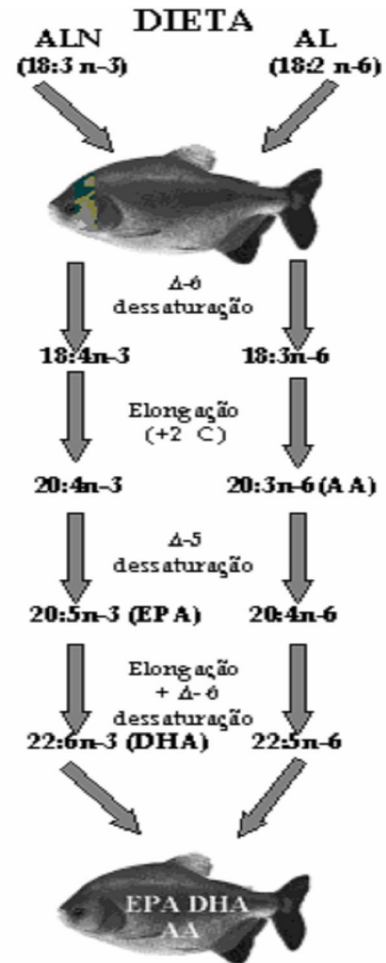 DIETA
ALN
(18:3 n-3)
AL
(18:2 n-6)
Δ-6
dessaturação
18:4n-3
18:3n-6
Elongação
(+2 C)
20:4n-3
20:3n-6 (AA)
Δ-5
dessaturação
20:5n-3 (EPA)
20:4n-6
Elongação
+ Δ-6
dessaturação
22:6n-3 (DHA)
22:5n-6
EPA DHA
AA